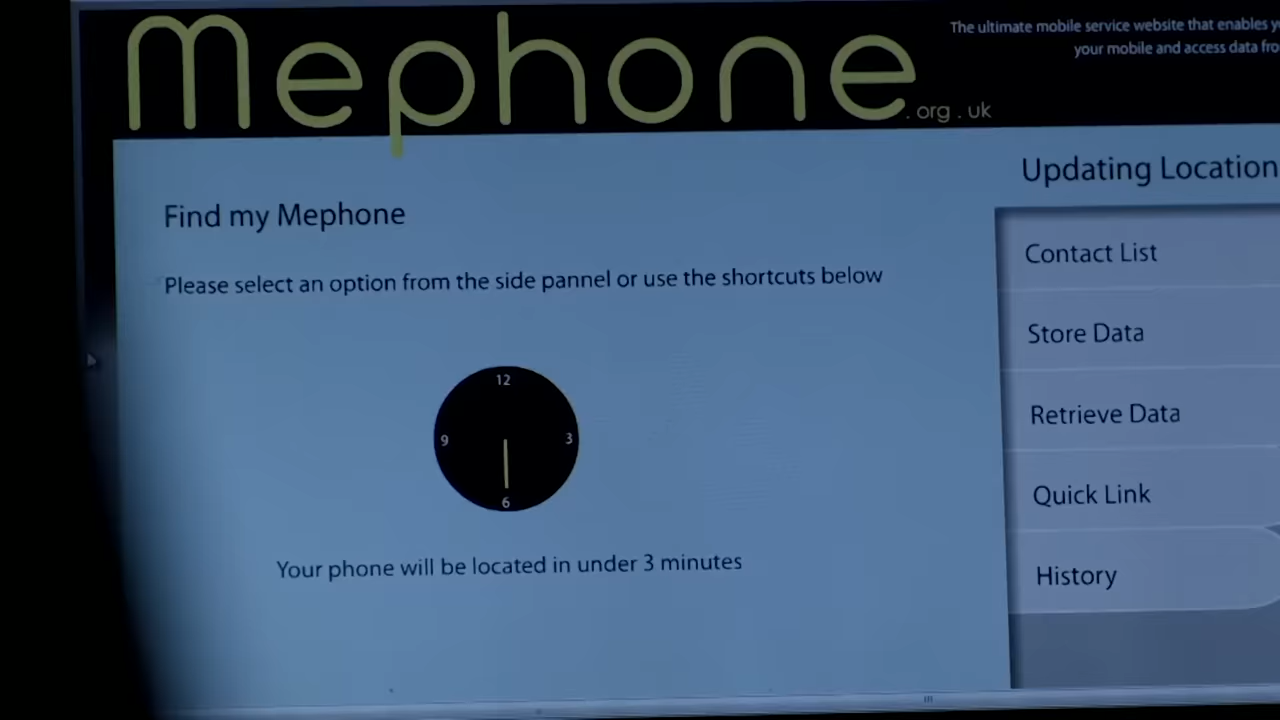 Mephone
.org.uk
The ultimate mobile service website that enables
your mobile and access data
Find my Mephone
Please select an option from the side pannel or use the shortcuts below
12
9
3
6
Your phone will be located in under 3 minutes
Updating Location
Contact List
Store Data
Retrieve Data
Quick Link
History